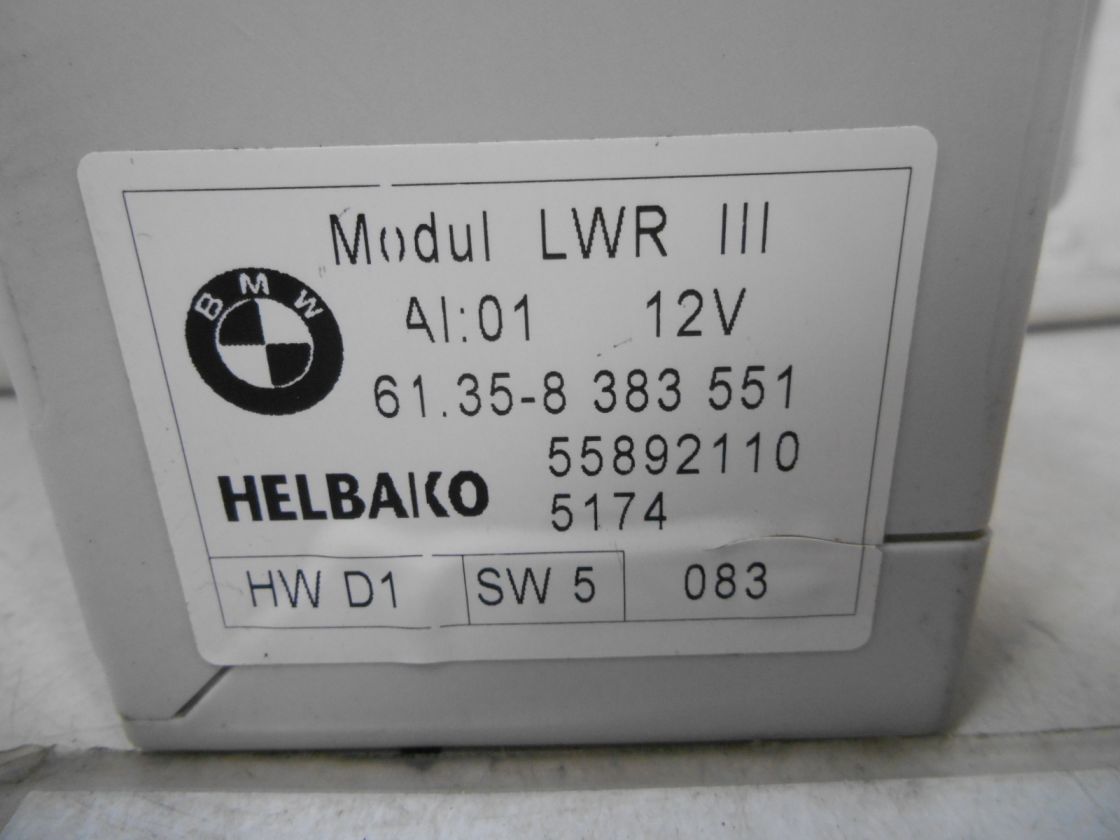 Modul LWR III
BMW
AI:01 12V
61.35-8 383 551
55892110
HELBAKO
5174
HW D1 SW 5 083